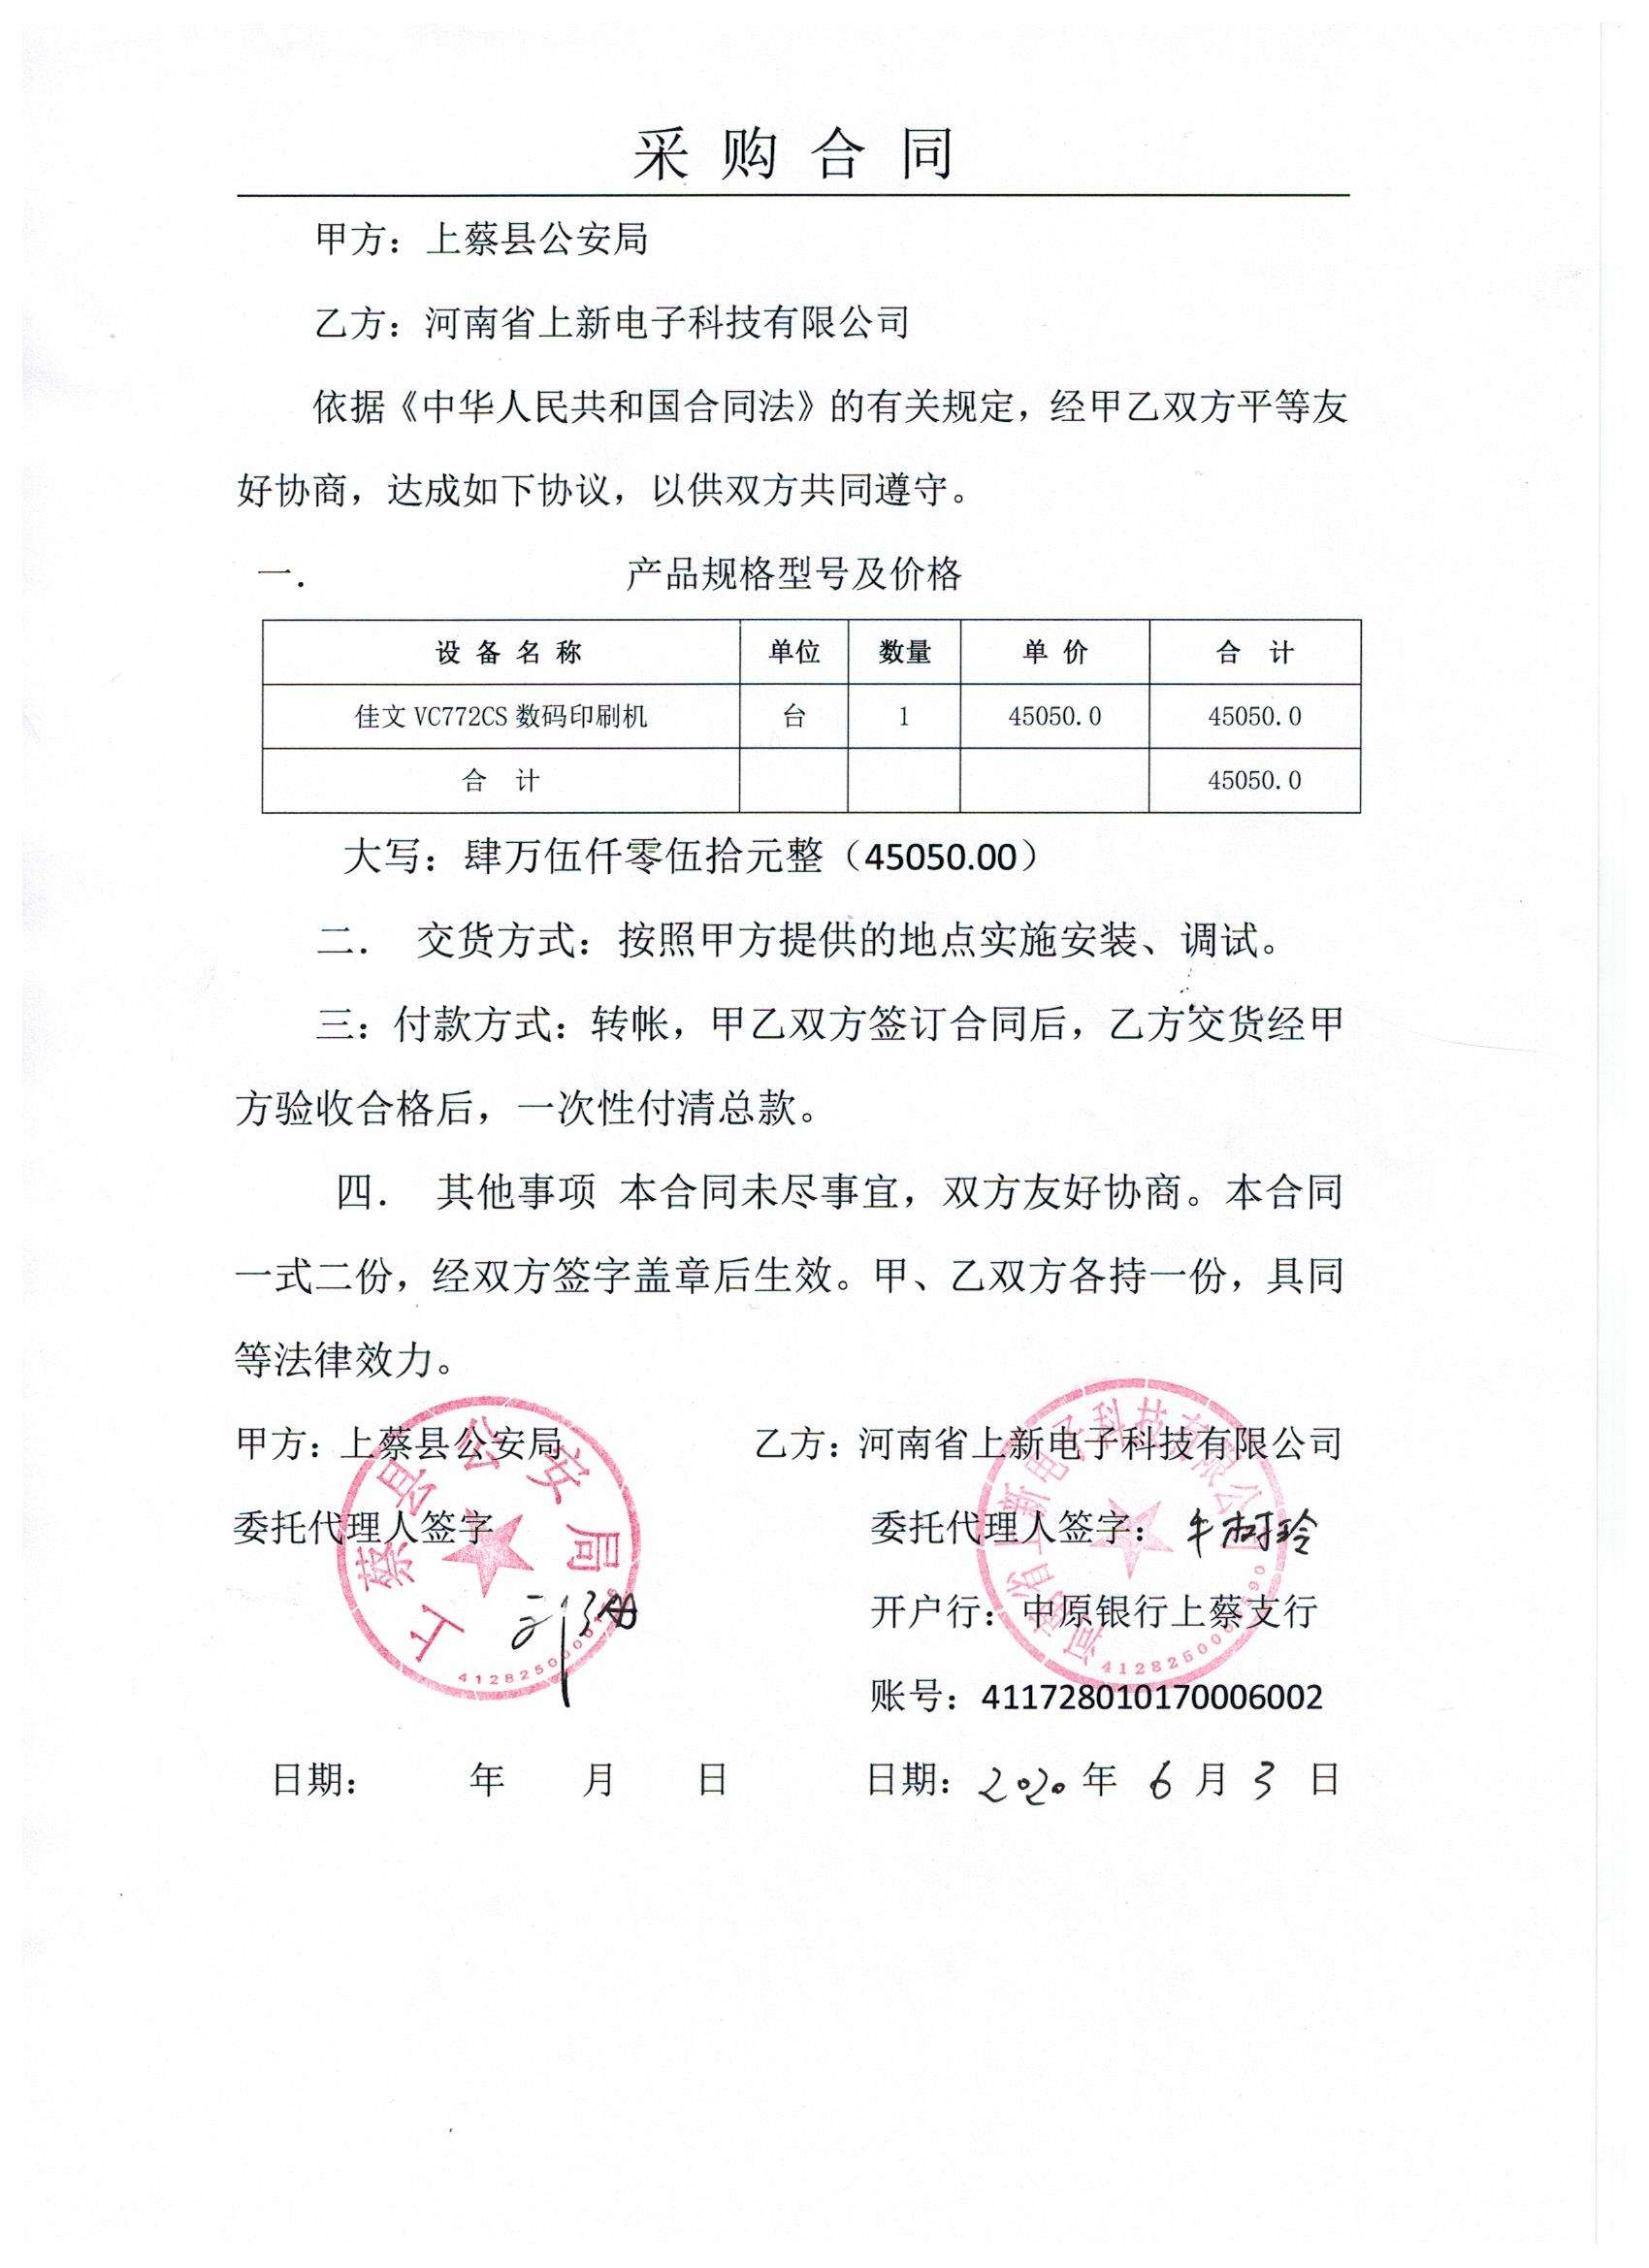 采购合同
甲方：上蔡县公安局
乙方：河南省上新电子科技有限公司
依据《中华人民共和国合同法》的有关规定，经甲乙双方平等友
好协商，达成如下协议，以供双方共同遵守。
一． 产品规格型号及价格
设备名称 单位 数量 单价 合计
佳文VC772CS数码印刷机 台 1 45050.0 45050.0
合计 45050.0
大写：肆万伍仟零伍拾元整（45050.00）
二． 交货方式：按照甲方提供的地点实施安装、调试。
三：付款方式：转帐，甲乙双方签订合同后，乙方交货经甲
方验收合格后，一次性付清总款。
四． 其他事项 本合同未尽事宜，双方友好协商。本合同
一式二份，经双方签字盖章后生效。甲、乙双方各持一份，具同
等法律效力。
甲方：上蔡县公安局 乙方：河南省上新电子科技有限公司
委托代理人签字 委托代理人签字：牛树玲
开户行：中原银行上蔡支行
账号：411728010170006002
日期： 年 月 日 日期：2020年6月3日
上蔡县公安局
河南省上新电子科技有限公司